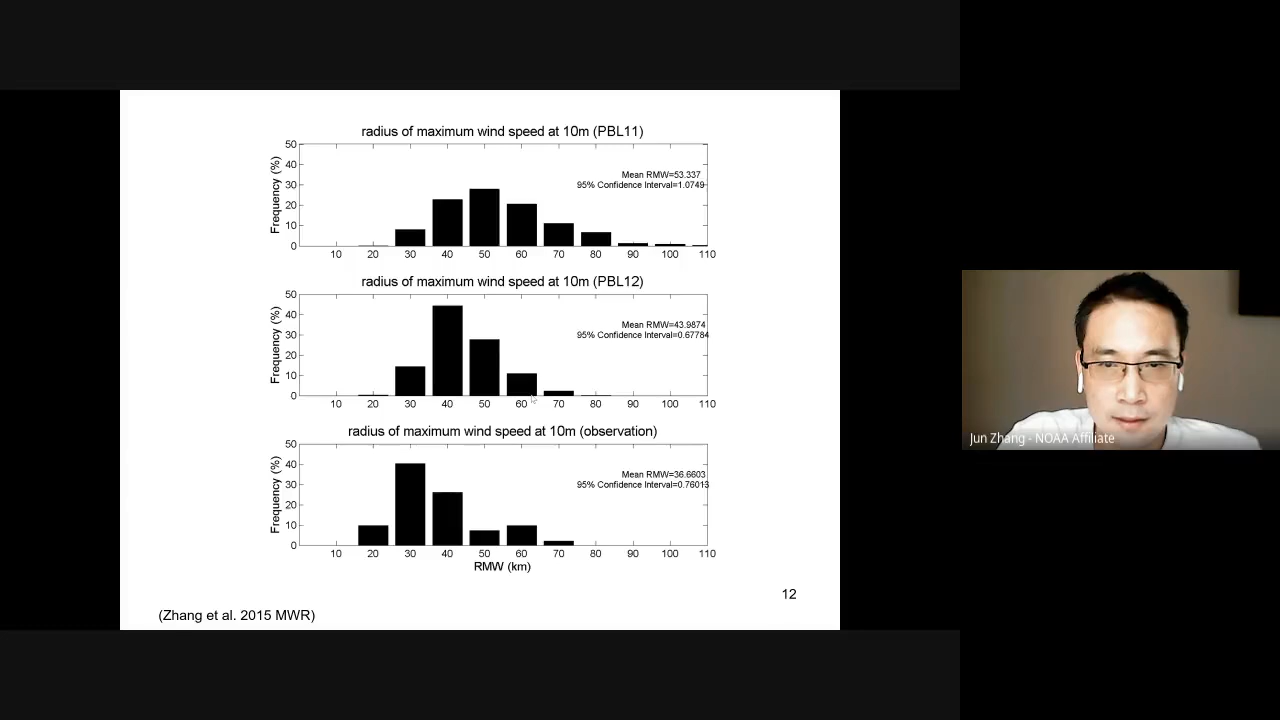 radius of maximum wind speed at 10m (PBL11)
50
40
30
20
10
0
Frequency (%)
Mean RMW=53.337
95% Confidence Interval=1.0749
10 20 30 40 50 60 70 80 90 100 110
radius of maximum wind speed at 10m (PBL12)
50
40
30
20
10
0
Frequency (%)
Mean RMW=43.9874
95% Confidence Interval=0.67784
10 20 30 40 50 60 70 80 90 100 110
radius of maximum wind speed at 10m (observation)
50
40
30
20
10
0
Frequency (%)
Mean RMW=36.6603
95% Confidence Interval=0.76013
10 20 30 40 50 60 70 80 90 100 110
RMW (km)
12
(Zhang et al. 2015 MWR)
Jun Zhang - NOAA Affiliate